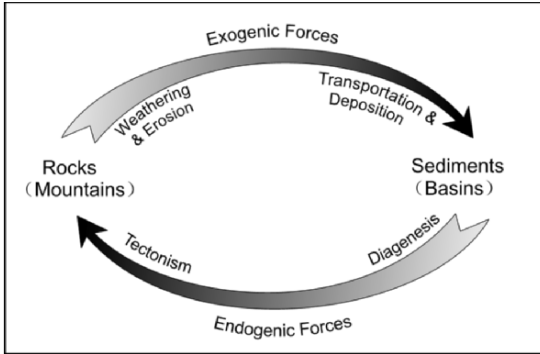 Exogenic Forces
Weathering
& Erosion
Transportation &
Deposition
Rocks
（Mountains）
Sediments
（Basins）
Tectonism
Diagenesis
Endogenic Forces